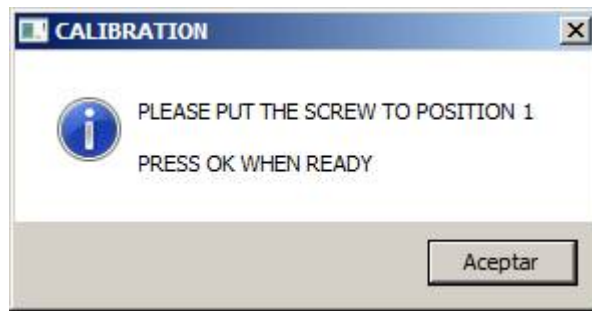 CALIBRATION
PLEASE PUT THE SCREW TO POSITION 1
PRESS OK WHEN READY
Aceptar